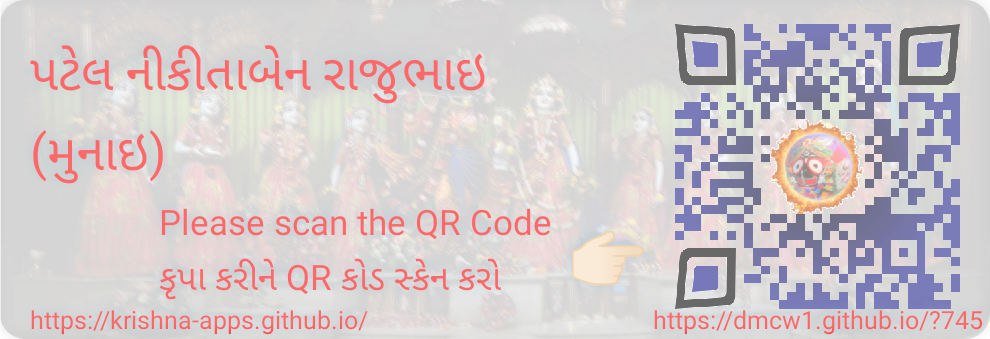 પટેલ નીકીતાબેન રાજુભાઇ
(મુનાઇ)
Please scan the QR Code
કૃપા કરીને QR કોડ સ્કેન કરો
https://krishna-apps.github.io/
https://dmcw1.github.io/?745